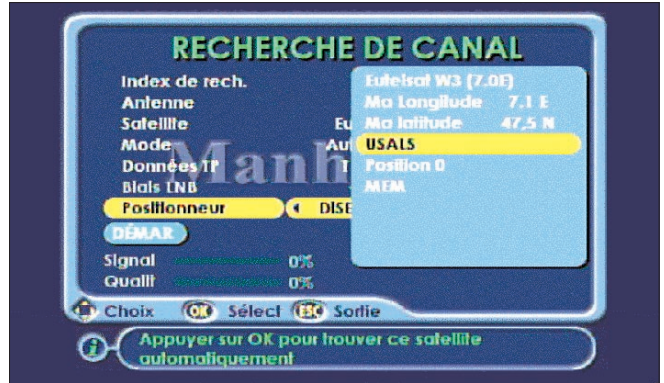 RECHERCHE DE CANAL
Index de rech.
Antenne
Satellite Eu
Mode Aut
Données TP T
Biais LNB
Positionneur DISE
DÉMAR
Signal 0%
Qualit 0%
Eutelsat W3 (7.0E)
Ma Longitude 7.1 E
Ma latitude 47,5 N
USALS
Position 0
MEM
Manh
Choix OK Sélect ESC Sortie
Appuyer sur OK pour trouver ce satellite
automatiquement